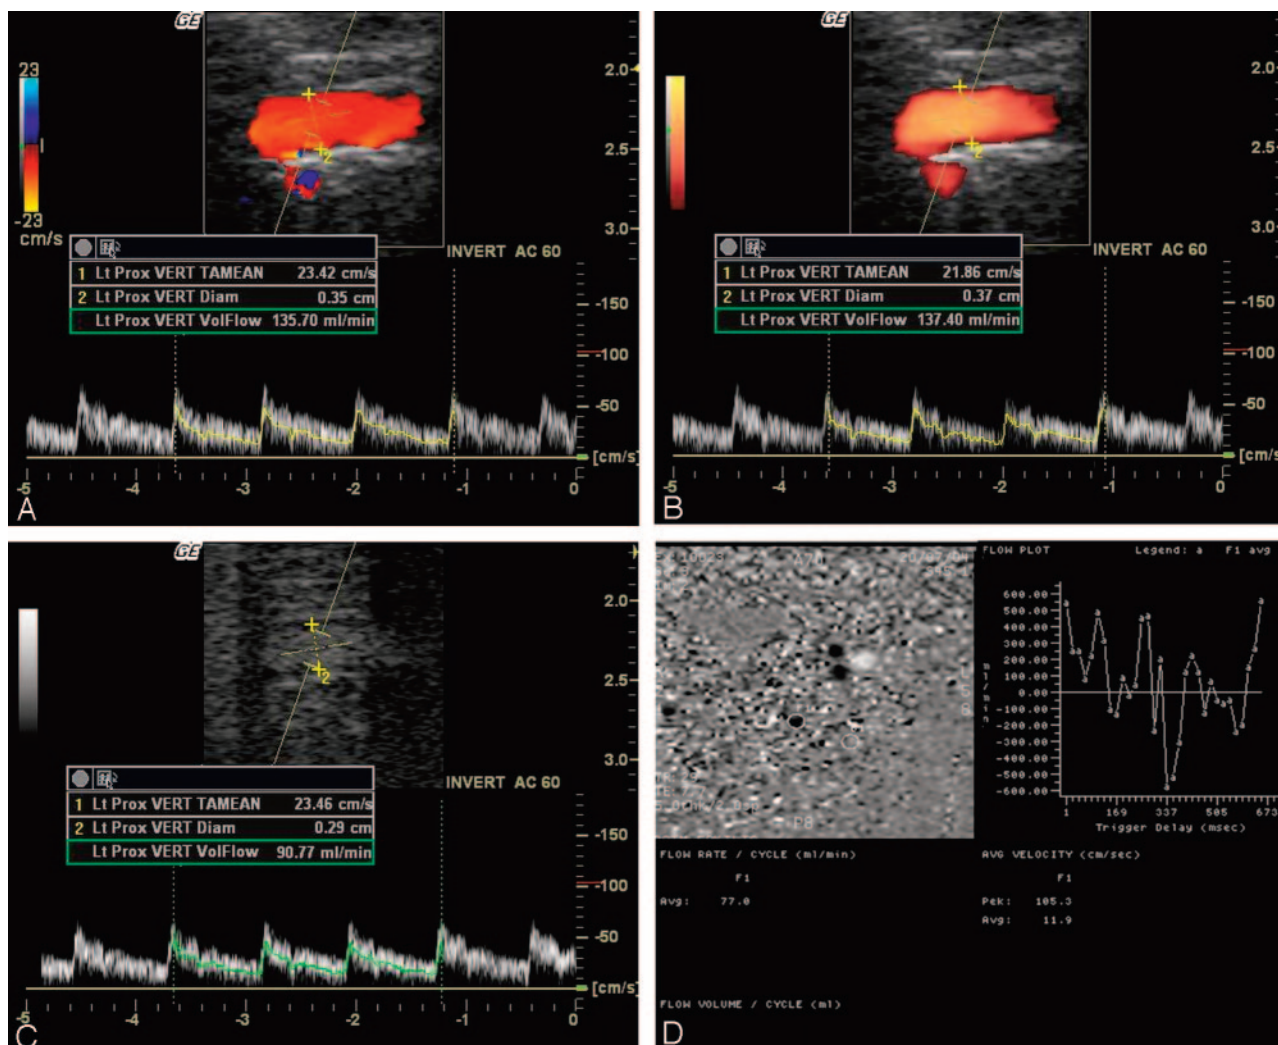 GE
23
-23
cm/s
2.0
2.5
3.0
INVERT AC 60
1 Lt Prox VERT TAMEAN 23.42 cm/s
2 Lt Prox VERT Diam 0.35 cm
Lt Prox VERT VolFlow 135.70 ml/min
-150
-100
-50
[cm/s]
-5 -4 -3 -2 -1 0
A
GE
2.0
2.5
3.0
INVERT AC 60
1 Lt Prox VERT TAMEAN 21.86 cm/s
2 Lt Prox VERT Diam 0.37 cm
Lt Prox VERT VolFlow 137.40 ml/min
-150
-100
-50
[cm/s]
-5 -4 -3 -2 -1 0
B
GE
2.0
2.5
3.0
INVERT AC 60
1 Lt Prox VERT TAMEAN 23.46 cm/s
2 Lt Prox VERT Diam 0.29 cm
Lt Prox VERT VolFlow 90.77 ml/min
-150
-100
-50
[cm/s]
-5 -4 -3 -2 -1 0
C
FLOW PLOT Legend: a F1 avg
600.00
500.00
400.00
300.00
200.00
100.00
0.00
-100.00
-200.00
-300.00
-400.00
-500.00
-600.00
ml/min
1 169 337 505 673
Trigger Delay (msec)
FLOW RATE / CYCLE (ml/min)
F1
Avg: 77.0
AVG VELOCITY (cm/sec)
F1
Pek: 105.3
Avg: 11.9
FLOW VOLUME / CYCLE (ml)
D